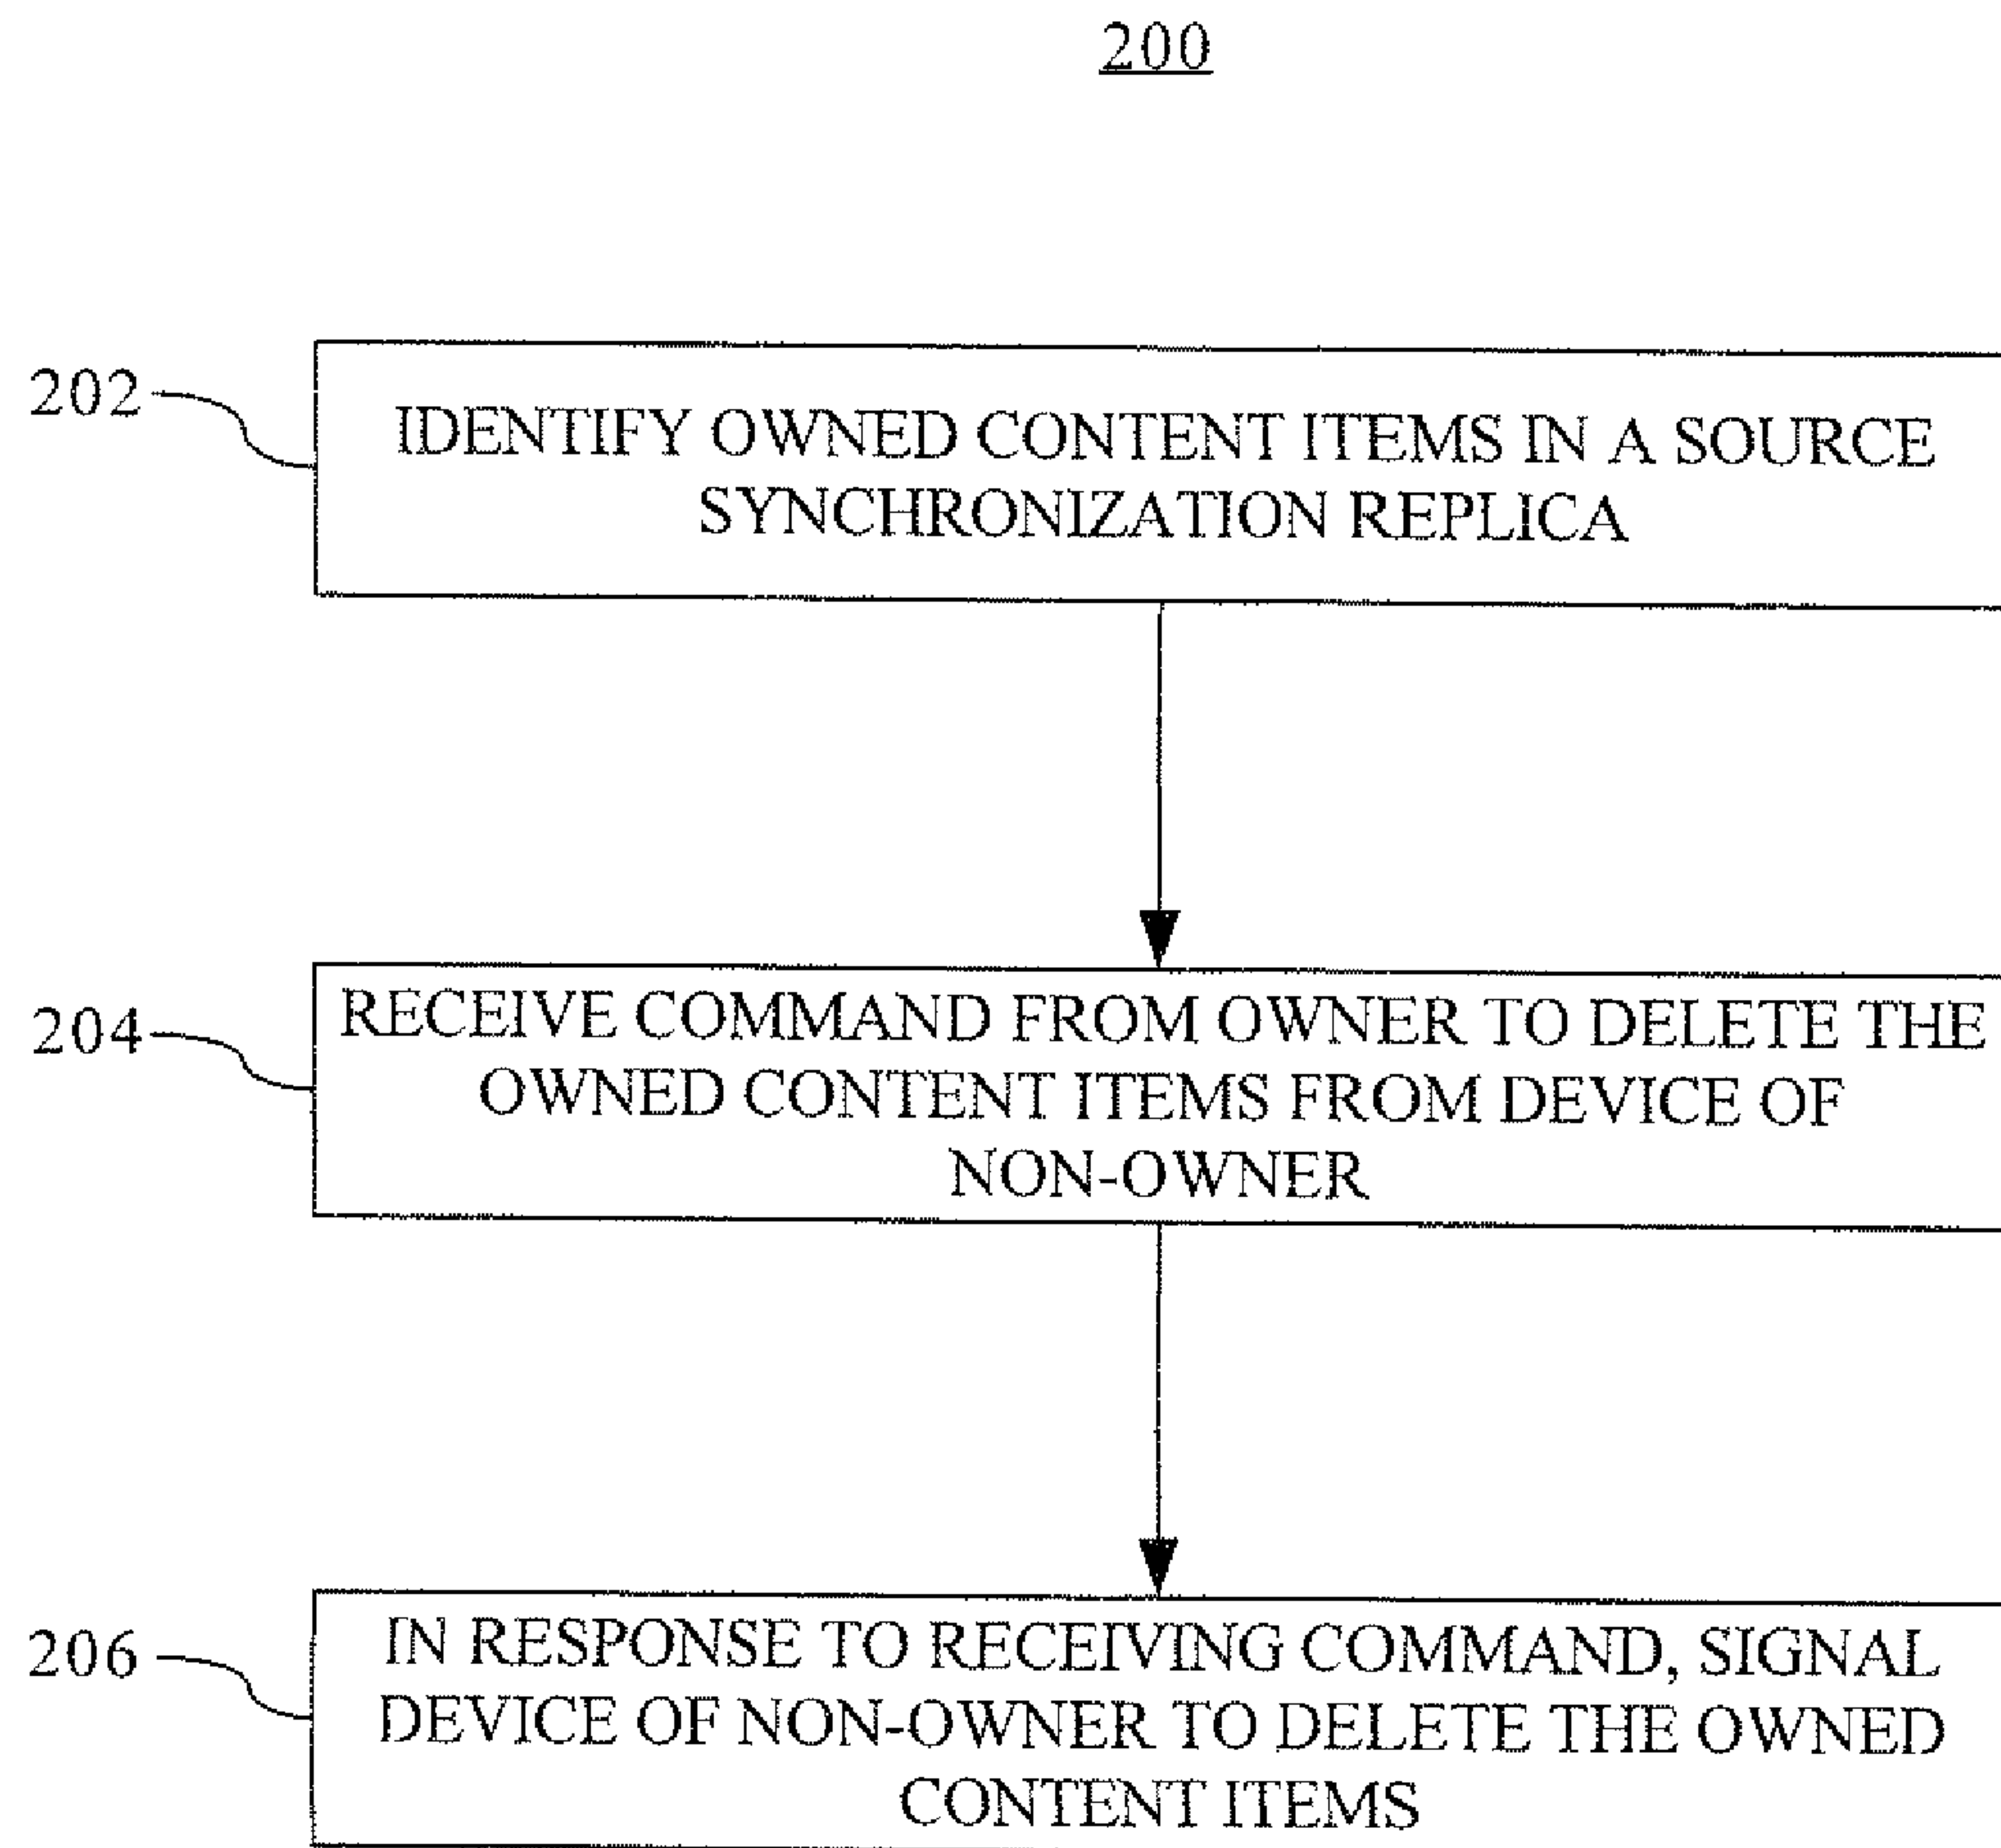 200
202
IDENTIFY OWNED CONTENT ITEMS IN A SOURCE
SYNCHRONIZATION REPLICA
204
RECEIVE COMMAND FROM OWNER TO DELETE THE
OWNED CONTENT ITEMS FROM DEVICE OF
NON-OWNER
206
IN RESPONSE TO RECEIVING COMMAND, SIGNAL
DEVICE OF NON-OWNER TO DELETE THE OWNED
CONTENT ITEMS